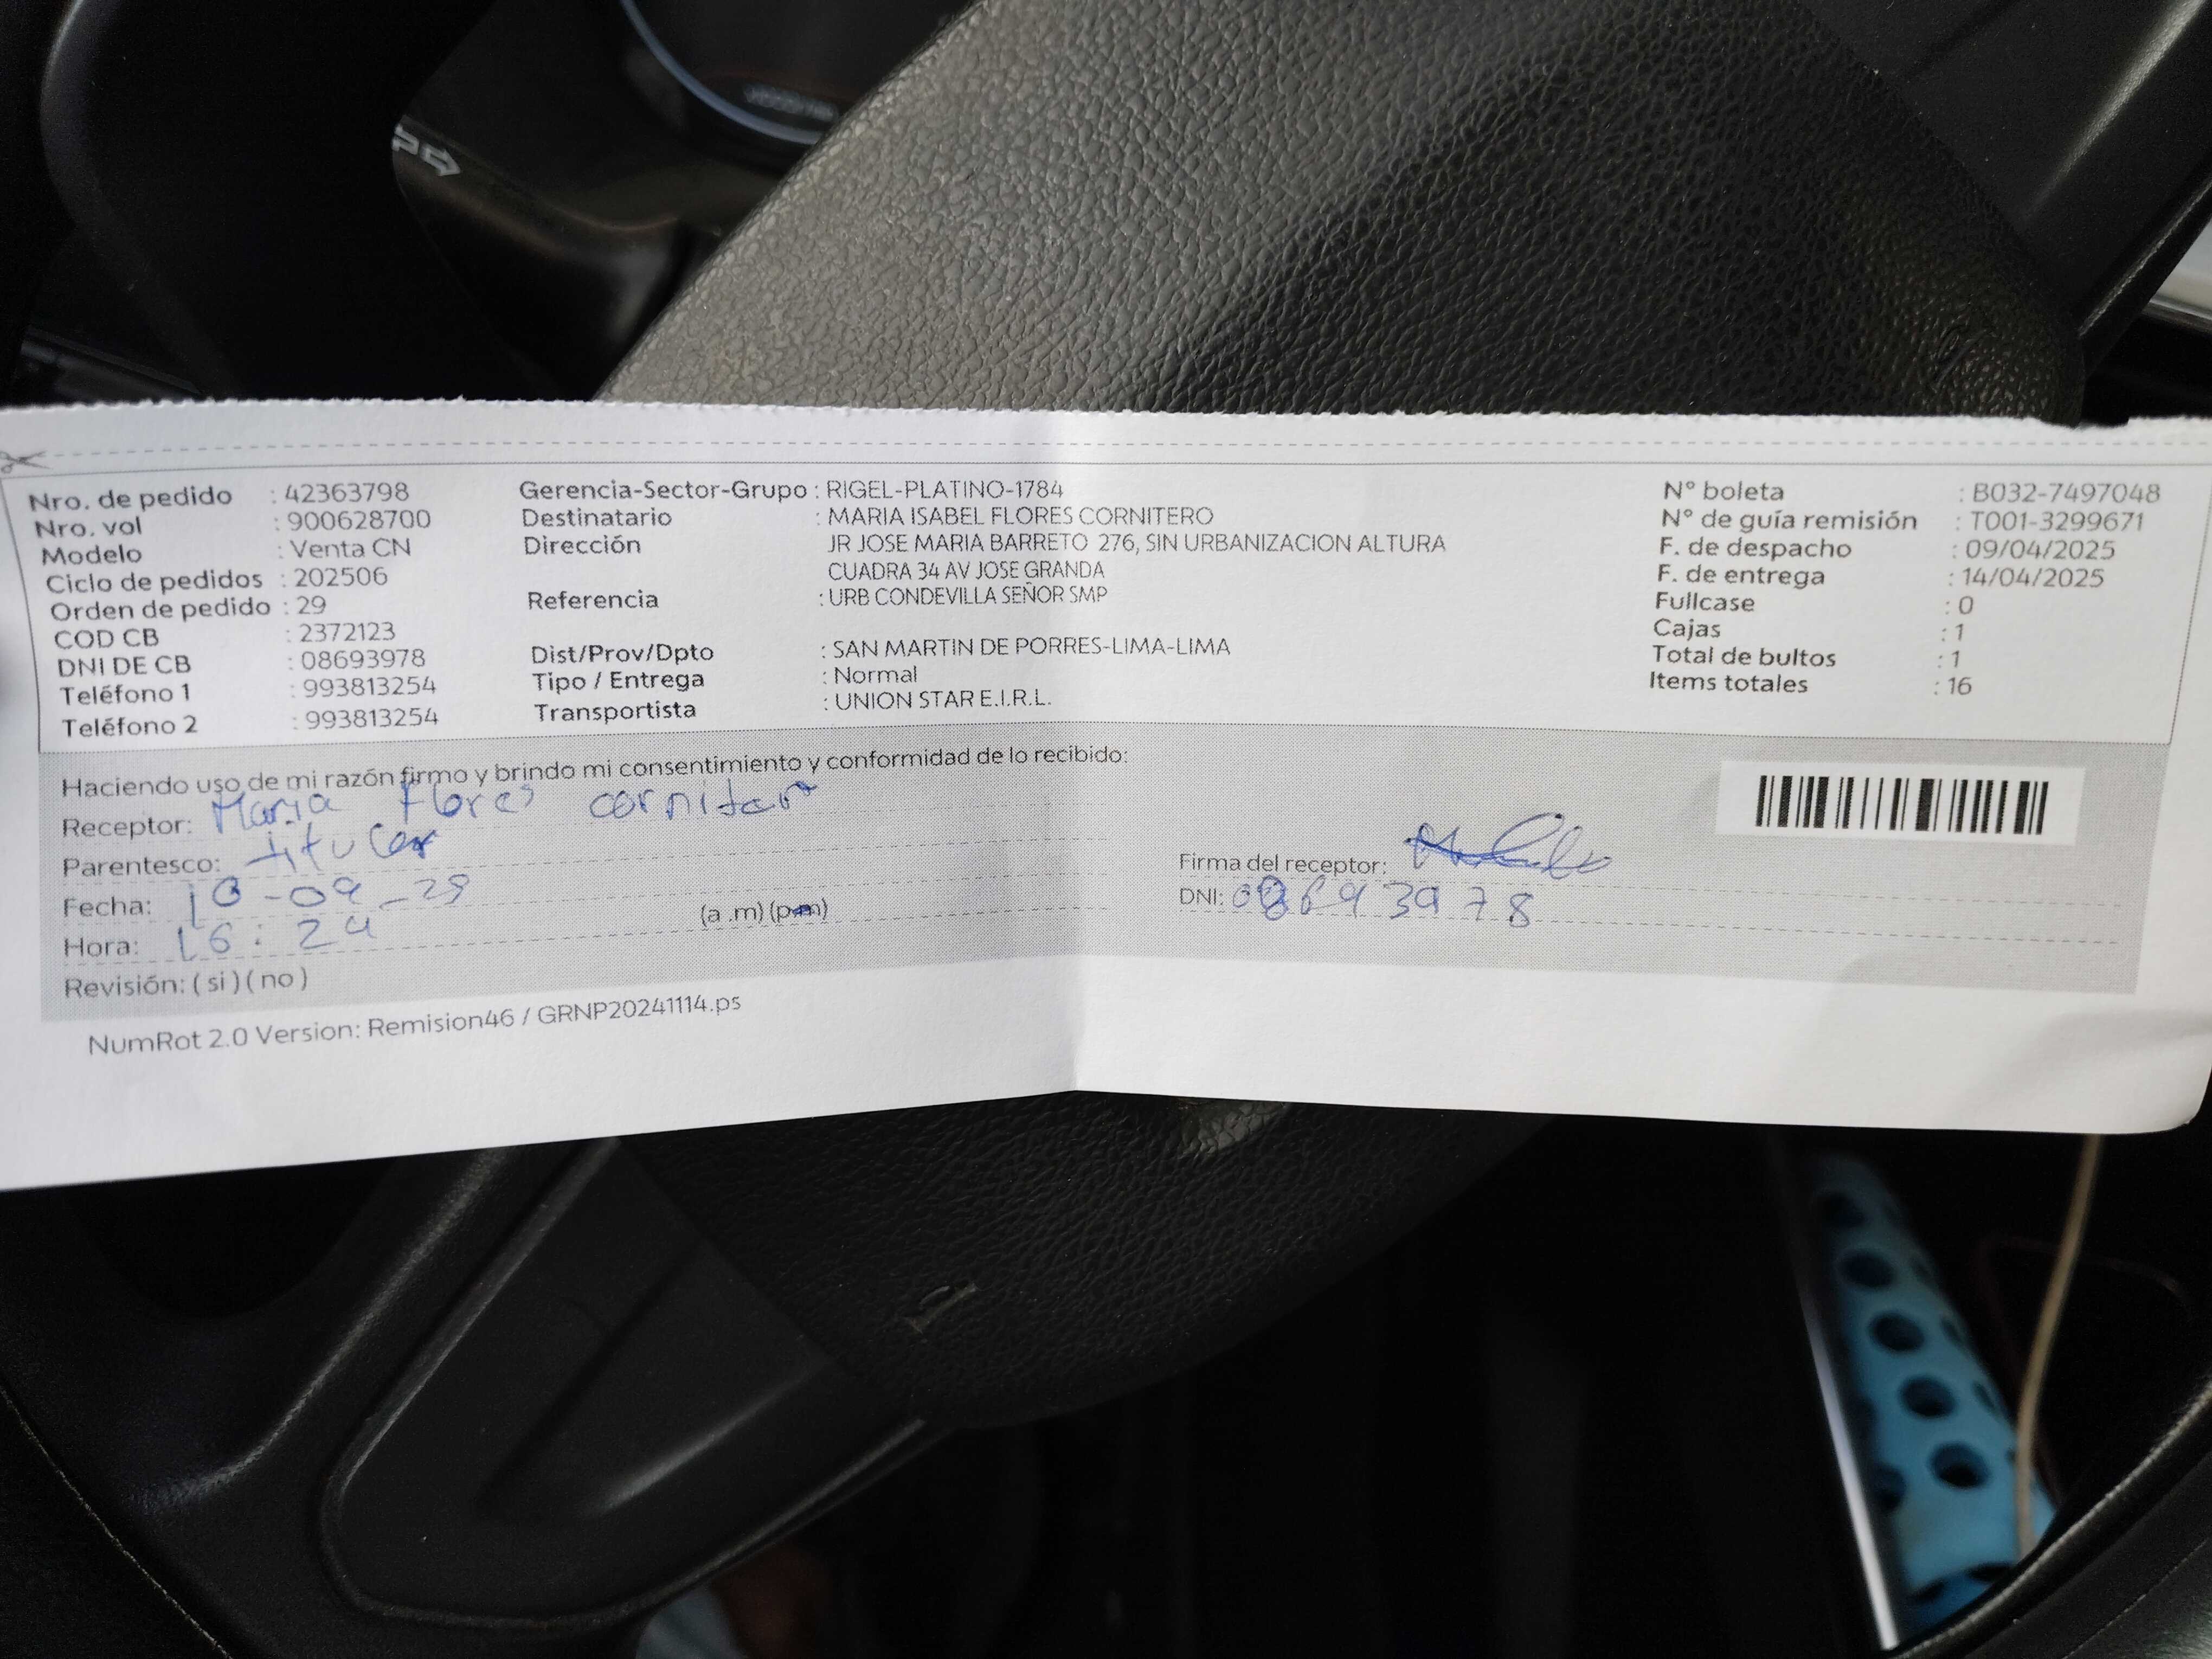 Nro. de pedido : 42363798
Nro. vol : 900628700
Modelo : Venta CN
Ciclo de pedidos : 202506
Orden de pedido : 29
COD CB : 2372123
DNI DE CB : 08693978
Teléfono 1 : 993813254
Teléfono 2 : 993813254
Gerencia-Sector-Grupo : RIGEL-PLATINO-1784
Destinatario : MARIA ISABEL FLORES CORNITERO
Dirección JR JOSE MARIA BARRETO 276, SIN URBANIZACION ALTURA
CUADRA 34 AV JOSE GRANDA
Referencia : URB CONDEVILLA SEÑOR SMP
Dist/Prov/Dpto : SAN MARTIN DE PORRES-LIMA-LIMA
Tipo / Entrega : Normal
Transportista : UNION STAR E.I.R.L.
N° boleta : B032-7497048
N° de guía remisión : T001-3299671
F. de despacho : 09/04/2025
F. de entrega : 14/04/2025
Fullcase : 0
Cajas : 1
Total de bultos : 1
Items totales : 16
Haciendo uso de mi razón firmo y brindo mi consentimiento y conformidad de lo recibido:
Receptor: Maria Flores
Parentesco:
Fecha:
Hora: 16:24 (a .m) (p.m)
Revisión: ( si ) ( no )
Firma del receptor:
DNI: 08693978
NumRot 2.0 Version: Remision46 / GRNP20241114.ps